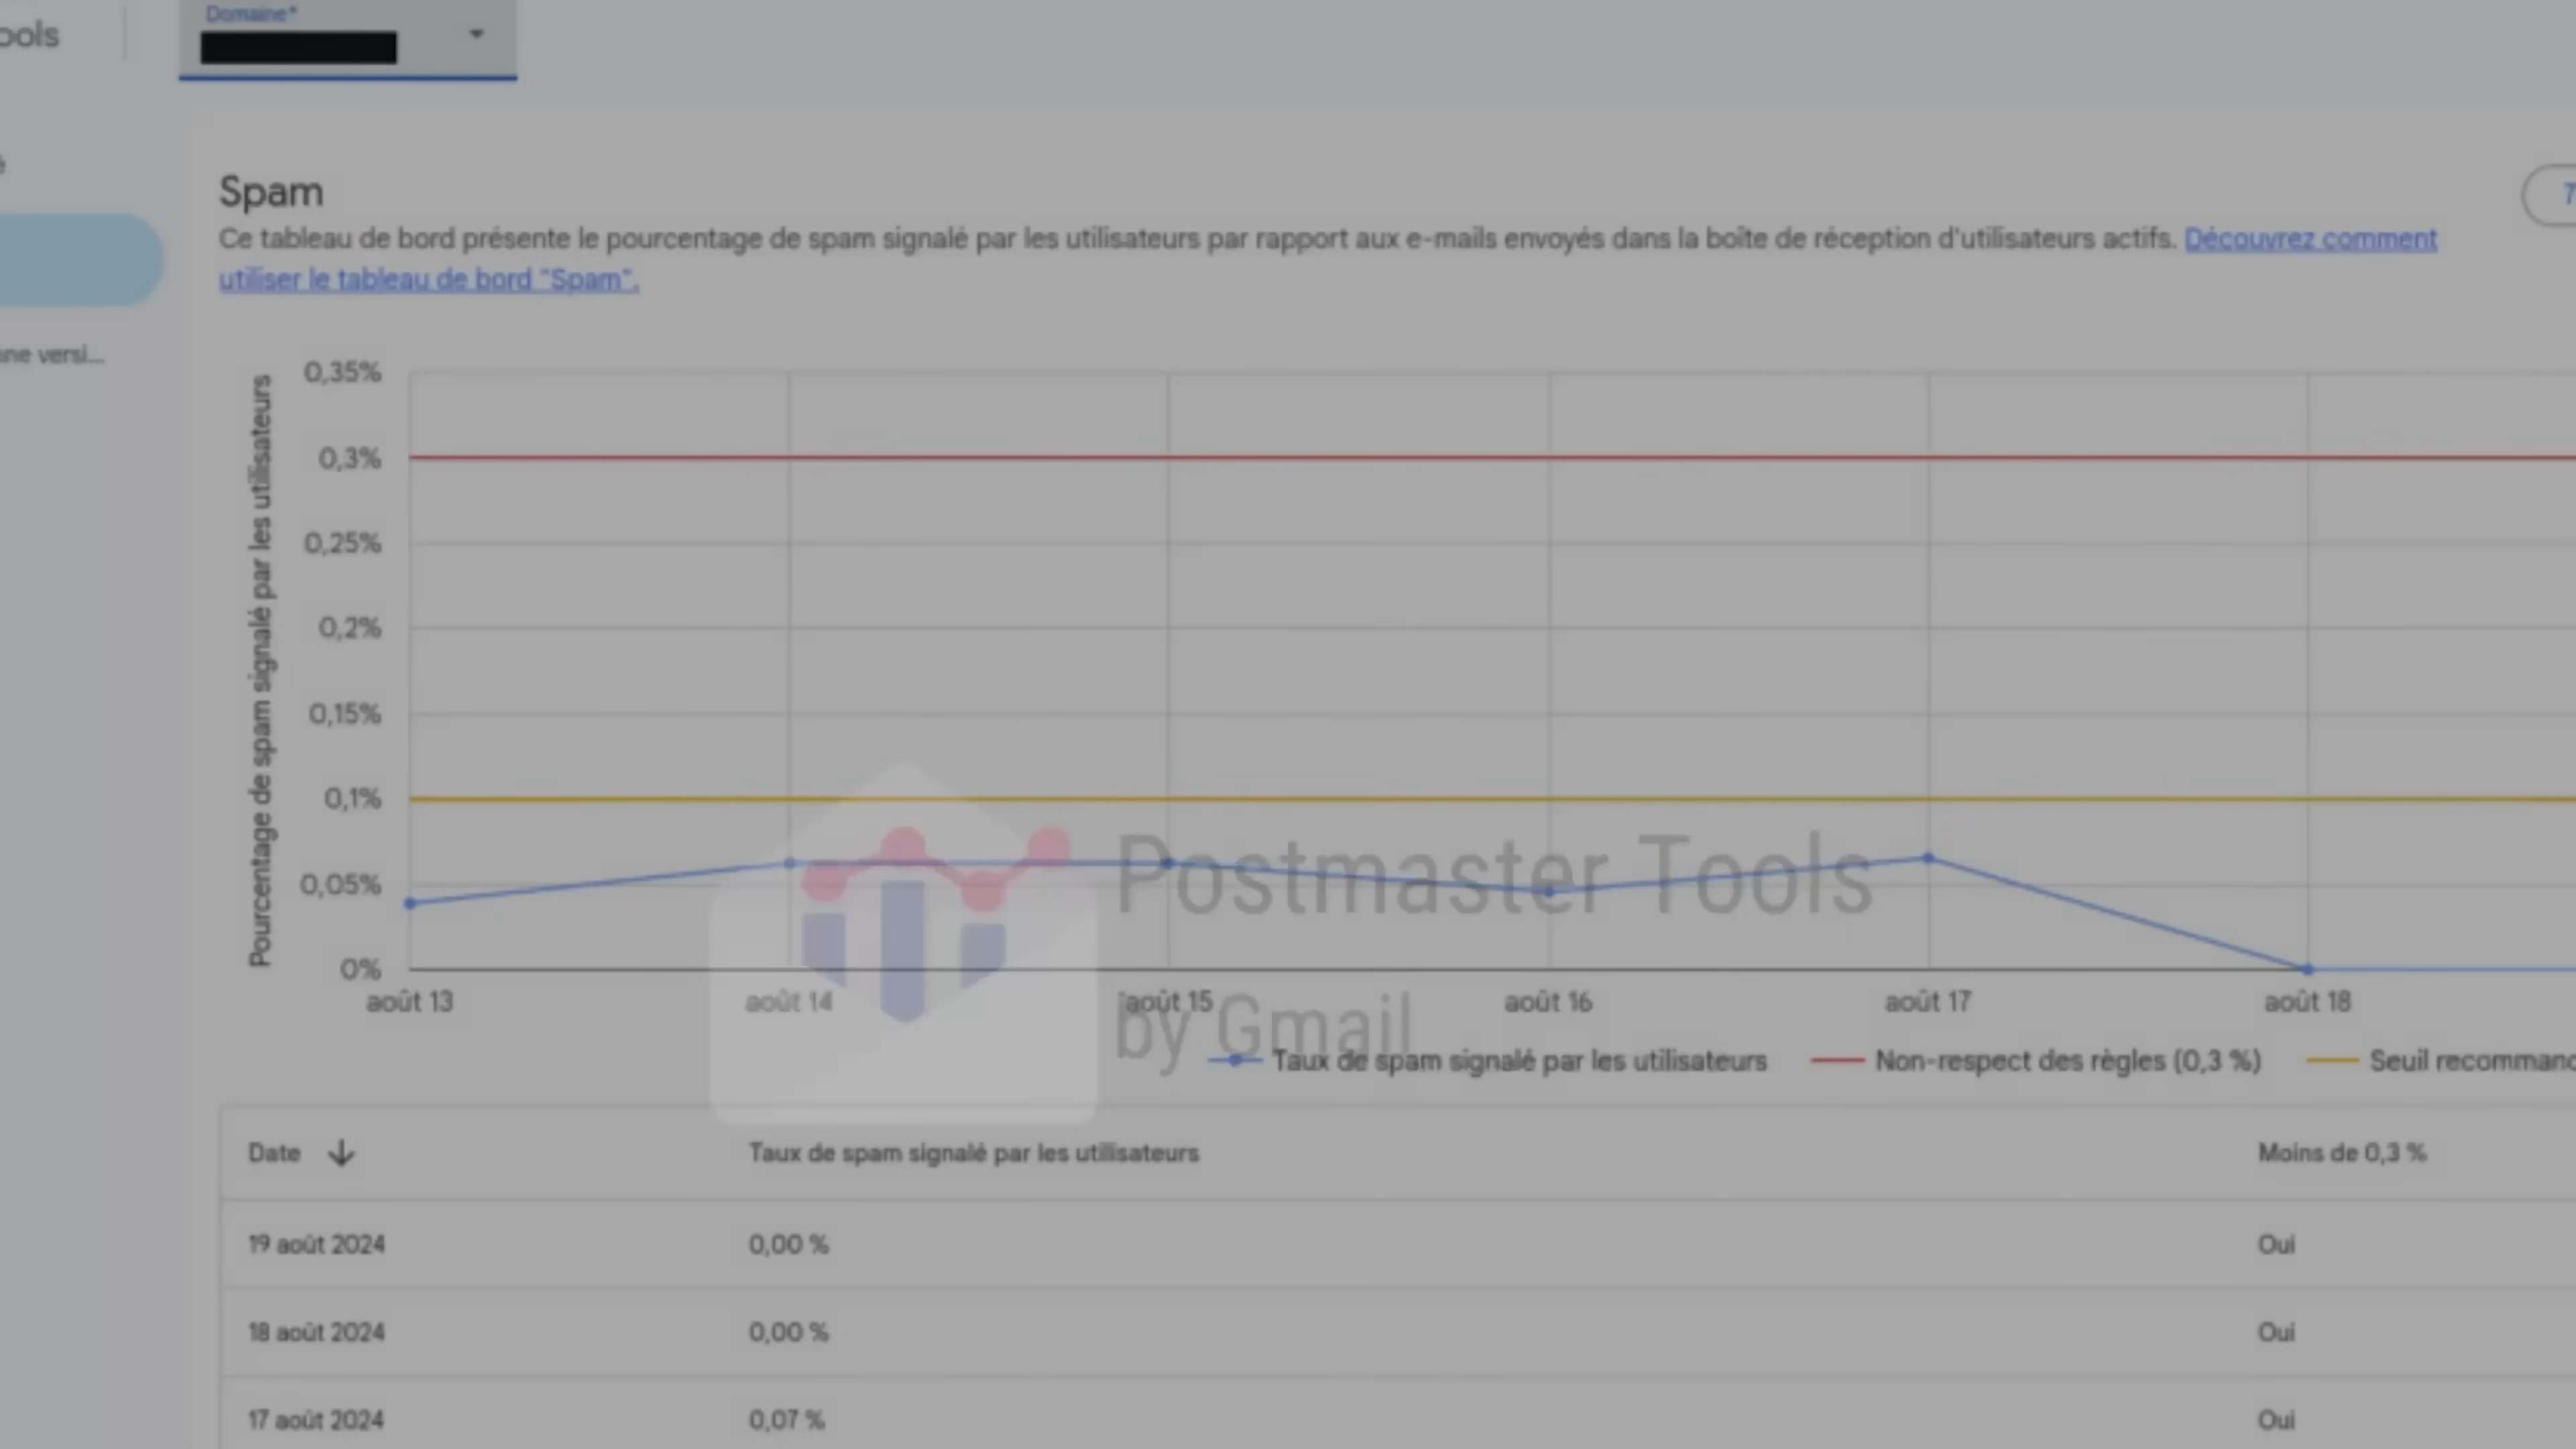 ools
Domaine*
é
Spam
7
Ce tableau de bord présente le pourcentage de spam signalé par les utilisateurs par rapport aux e-mails envoyés dans la boîte de réception d'utilisateurs actifs. Découvrez comment
utiliser le tableau de bord "Spam".
nne versi...
Pourcentage de spam signalé par les utilisateurs
0,35%
0,3%
0,25%
0,2%
0,15%
0,1%
0,05%
0%
août 13
août 14
août 15
août 16
août 17
août 18
Postmaster Tools
by Gmail
Taux de spam signalé par les utilisateurs
Non-respect des règles (0,3 %)
Seuil recommand
Date
Taux de spam signalé par les utilisateurs
Moins de 0,3 %
19 août 2024
0,00 %
Oui
18 août 2024
0,00 %
Oui
17 août 2024
0,07 %
Oui